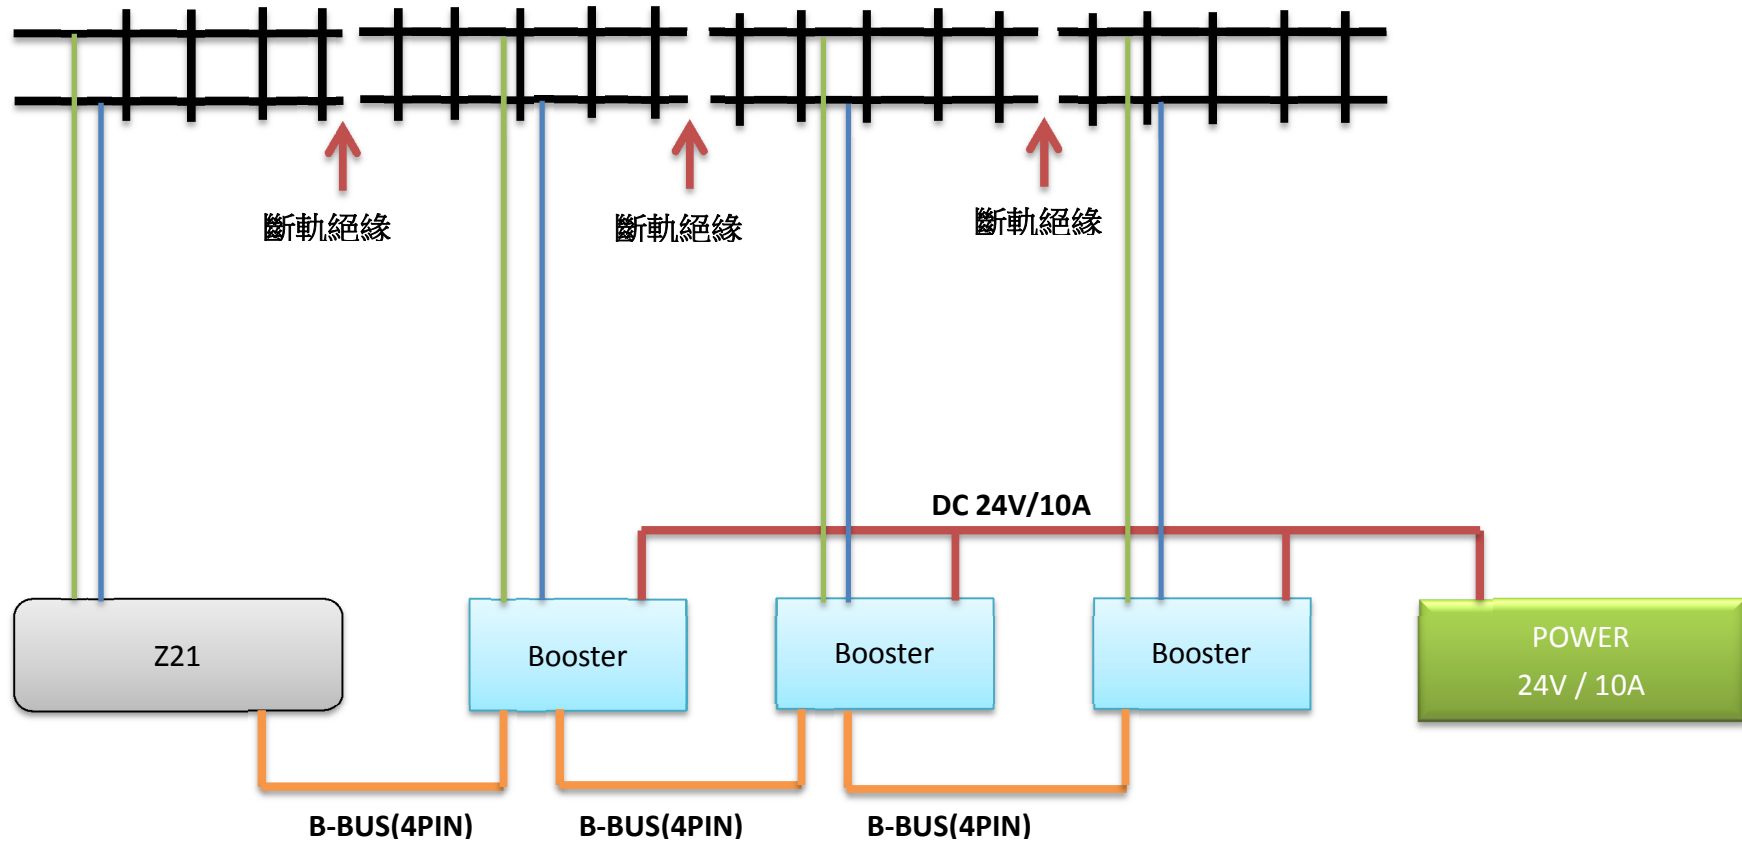 斷軌絕緣
斷軌絕緣
斷軌絕緣
DC 24V/10A
Z21
Booster
Booster
Booster
POWER
24V / 10A
B-BUS(4PIN)
B-BUS(4PIN)
B-BUS(4PIN)